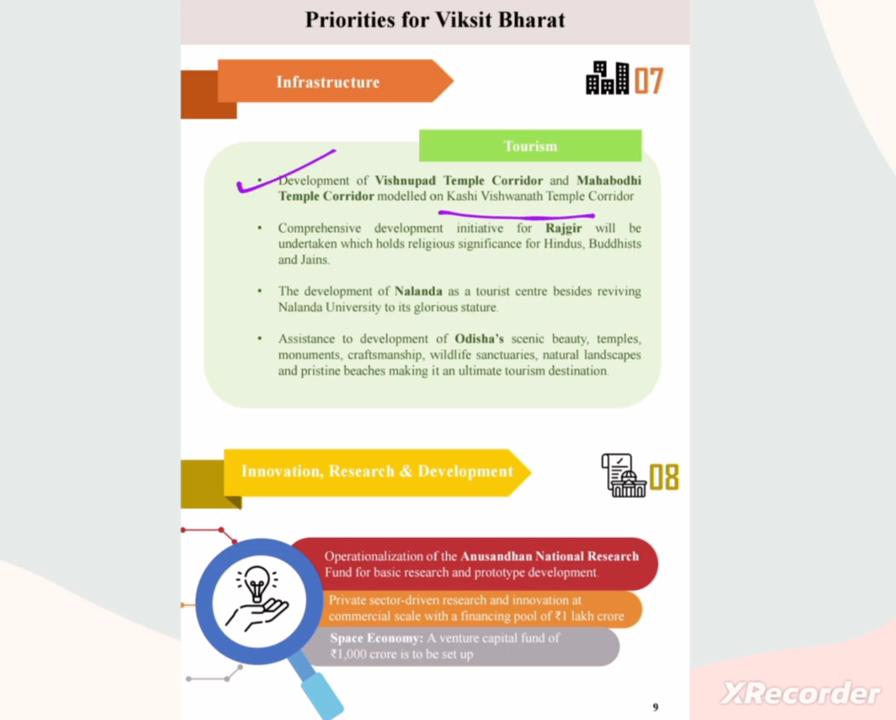 Priorities for Viksit Bharat
Infrastructure
07
Tourism
• Development of Vishnupad Temple Corridor and Mahabodhi
Temple Corridor modelled on Kashi Vishwanath Temple Corridor
• Comprehensive development initiative for Rajgir will be
undertaken which holds religious significance for Hindus, Buddhists
and Jains.
• The development of Nalanda as a tourist centre besides reviving
Nalanda University to its glorious stature.
• Assistance to development of Odisha's scenic beauty, temples,
monuments, craftsmanship, wildlife sanctuaries, natural landscapes
and pristine beaches making it an ultimate tourism destination.
Innovation, Research & Development
08
Operationalization of the Anusandhan National Research
Fund for basic research and prototype development.
Private sector-driven research and innovation at
commercial scale with a financing pool of ₹1 lakh crore
Space Economy: A venture capital fund of
₹1,000 crore is to be set up
9
XRecorder